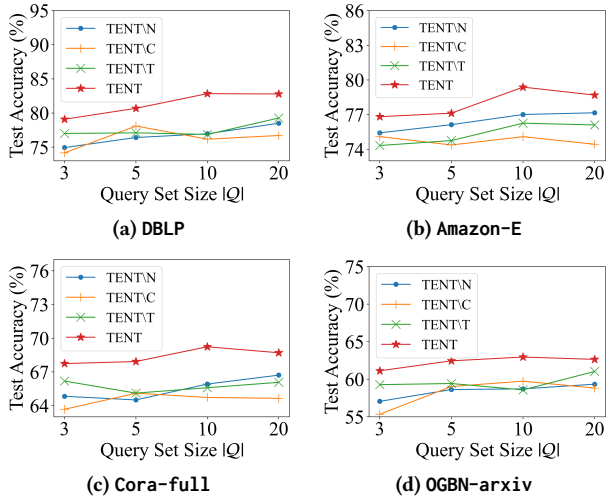 Test Accuracy (%)
95
90
85
80
75
TENT\N
TENT\C
TENT\T
TENT
3 5 10 20
Query Set Size |Q|
(a) DBLP
Test Accuracy (%)
86
83
80
77
74
TENT\N
TENT\C
TENT\T
TENT
3 5 10 20
Query Set Size |Q|
(b) Amazon-E
Test Accuracy (%)
76
73
70
67
64
TENT\N
TENT\C
TENT\T
TENT
3 5 10 20
Query Set Size |Q|
(c) Cora-full
Test Accuracy (%)
75
70
65
60
55
TENT\N
TENT\C
TENT\T
TENT
3 5 10 20
Query Set Size |Q|
(d) OGBN-arxiv